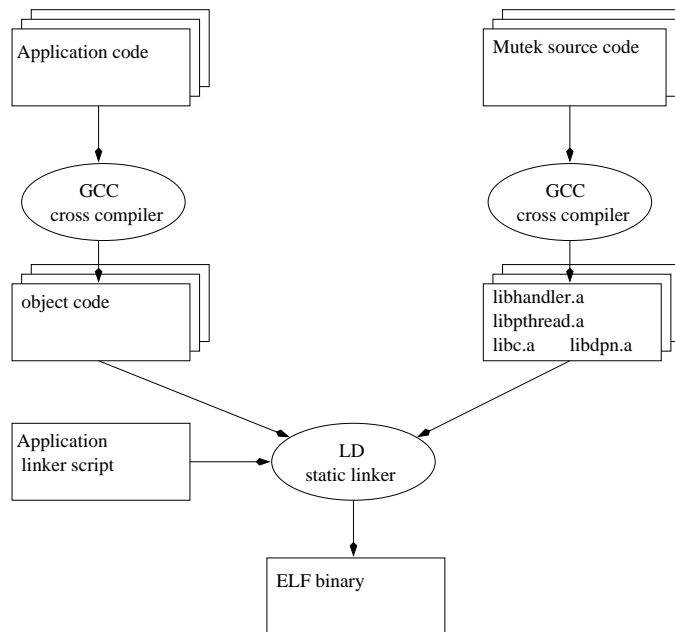 Application code
Mutek source code
GCC
cross compiler
GCC
cross compiler
object code
libhandler.a
libpthread.a
libc.a libdpn.a
Application
linker script
LD
static linker
ELF binary